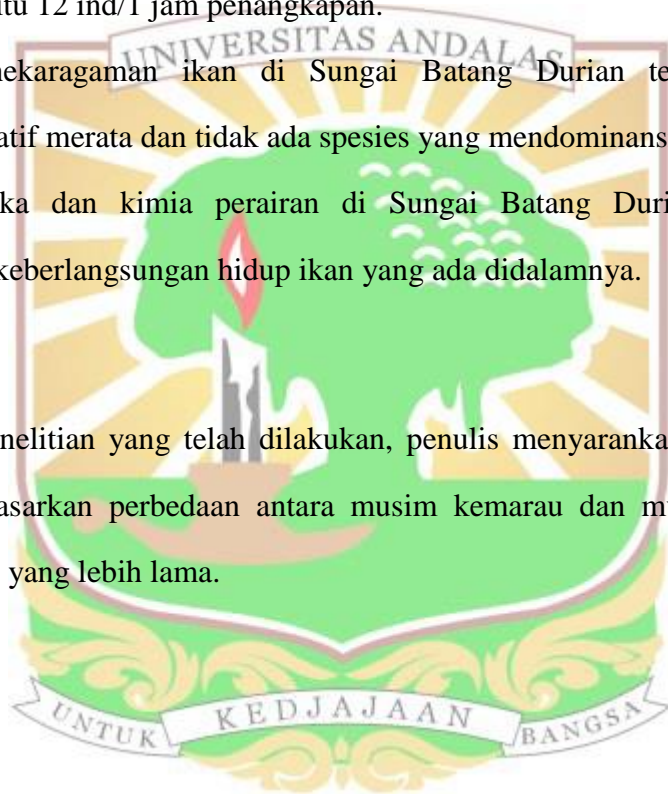 itu 12 ind/1 jam penangkapan.
UNIVERSITAS ANDALAS
nekaragaman ikan di Sungai Batang Durian te
atif merata dan tidak ada spesies yang mendominans
ka dan kimia perairan di Sungai Batang Duri
keberlangsungan hidup ikan yang ada didalamnya.
nelitian yang telah dilakukan, penulis menyaranka
asarkan perbedaan antara musim kemarau dan m
yang lebih lama.
UNTUK KEDJAJAAN BANGSA